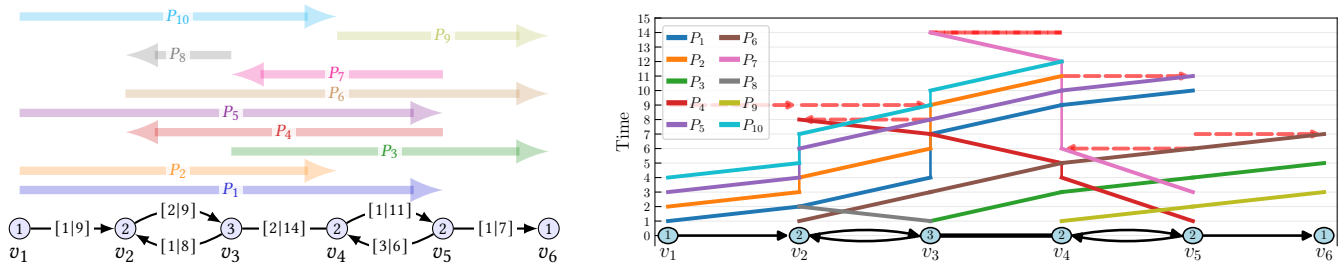 P10
P9
P8
P7
P6
P5
P4
P3
P2
P1
[1|9] [2|9] [1|8] [2|14] [1|11] [3|6] [1|7]
1 2 3 2 2 1
v1 v2 v3 v4 v5 v6
Time
15
14
13
12
11
10
9
8
7
6
5
4
3
2
1
0
P1 P6
P2 P7
P3 P8
P4 P9
P5 P10
1 2 3 2 2 1
v1 v2 v3 v4 v5 v6